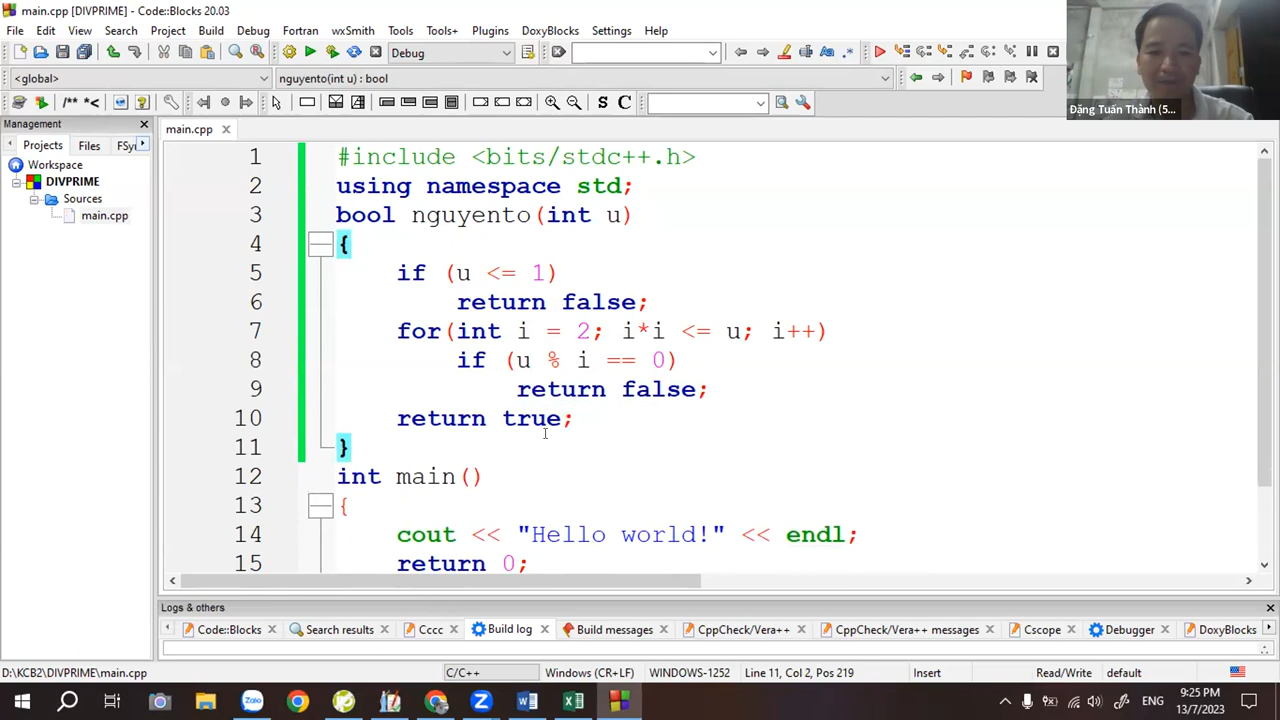 main.cpp [DIVPRIME] - Code::Blocks 20.03
File Edit View Search Project Build Debug Fortran wxSmith Tools Tools+ Plugins DoxyBlocks Settings Help
Debug
<global>
nguyento(int u) : bool
/** *<
S C
Đặng Tuấn Thành (5...
Management
main.cpp
Projects Files FSy
Workspace
DIVPRIME
Sources
main.cpp
1 #include <bits/stdc++.h>
2 using namespace std;
3 bool nguyento(int u)
4 {
5 if (u <= 1)
6 return false;
7 for(int i = 2; i*i <= u; i++)
8 if (u % i == 0)
9 return false;
10 return true;
11 }
12 int main()
13 {
14 cout << "Hello world!" << endl;
15 return 0;
Logs & others
Code::Blocks Search results Cccc Build log Build messages CppCheck/Vera++ CppCheck/Vera++ messages Cscope Debugger DoxyBlocks
D:\KCB2\DIVPRIME\main.cpp C/C++ Windows (CR+LF) WINDOWS-1252 Line 11, Col 2, Pos 219 Insert Read/Write default
Zalo
ENG
9:25 PM
13/7/2023